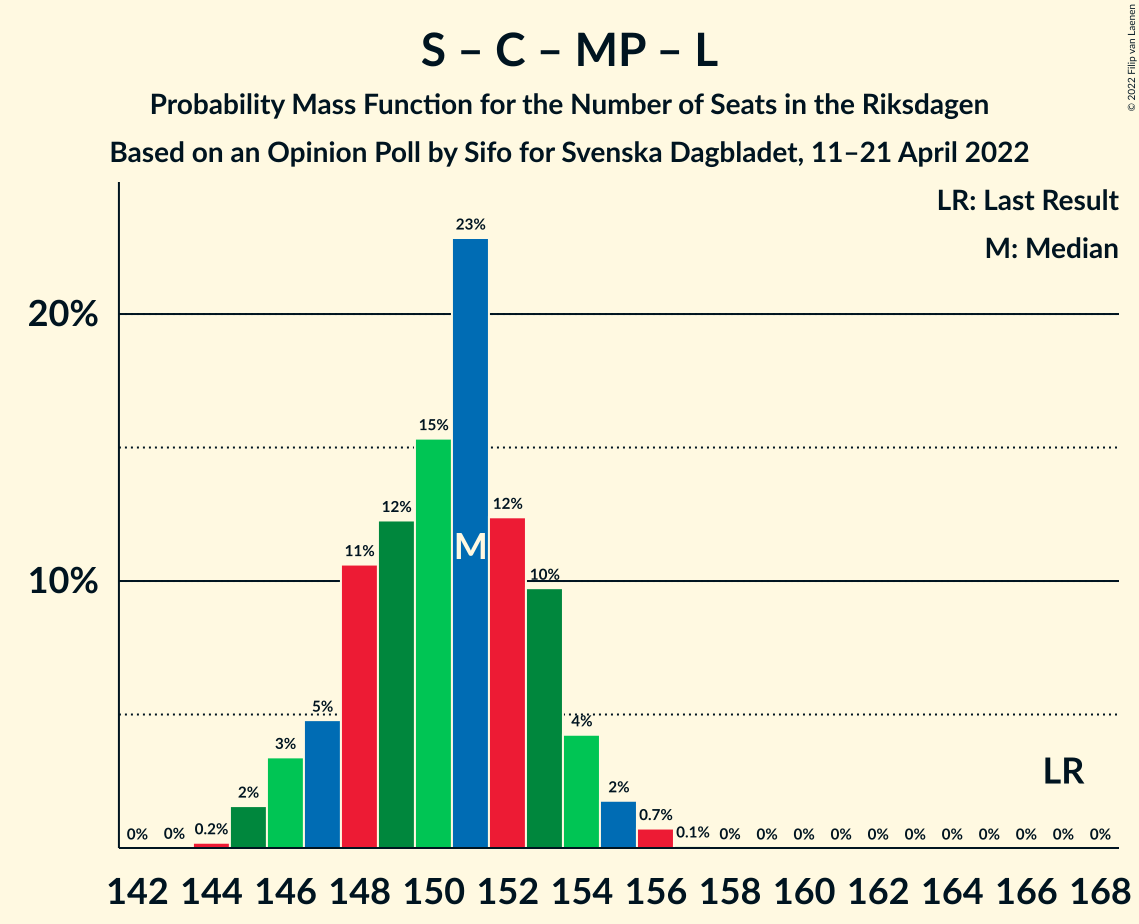 S – C – MP – L
Probability Mass Function for the Number of Seats in the Riksdagen
Based on an Opinion Poll by Sifo for Svenska Dagbladet, 11–21 April 2022
© 2022 Filip van Laenen
LR: Last Result
M: Median
20%
10%
0% 0% 0.2% 2% 3% 5% 11% 12% 15% 23% 12% 10% 4% 2% 0.7% 0.1% 0% 0% 0% 0% 0% 0% 0% 0% 0% 0% 0%
M
LR
142 144 146 148 150 152 154 156 158 160 162 164 166 168